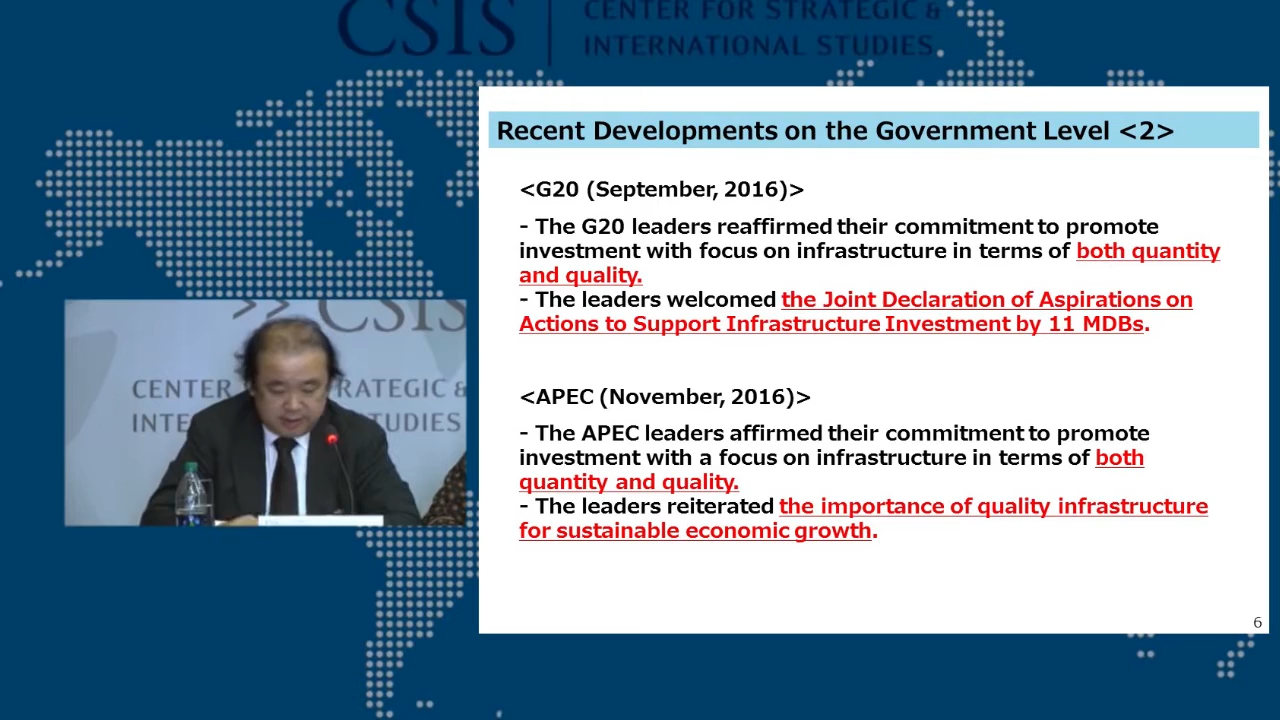 CSIS
CENTER FOR STRATEGIC &
INTERNATIONAL STUDIES
Recent Developments on the Government Level <2>
<G20 (September, 2016)>
- The G20 leaders reaffirmed their commitment to promote
investment with focus on infrastructure in terms of both quantity
and quality.
- The leaders welcomed the Joint Declaration of Aspirations on
Actions to Support Infrastructure Investment by 11 MDBs.
<APEC (November, 2016)>
- The APEC leaders affirmed their commitment to promote
investment with a focus on infrastructure in terms of both
quantity and quality.
- The leaders reiterated the importance of quality infrastructure
for sustainable economic growth.
6
>> CSIS
CENTER RATEGIC &
INTE STUDIES